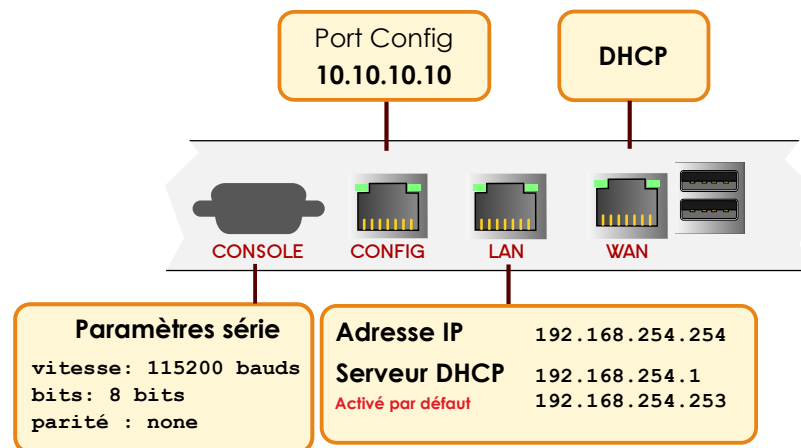 Port Config
10.10.10.10
DHCP
CONSOLE
CONFIG
LAN
WAN
Paramètres série
vitesse: 115200 bauds
bits: 8 bits
parité : none
Adresse IP 192.168.254.254
Serveur DHCP 192.168.254.1
Activé par défaut 192.168.254.253